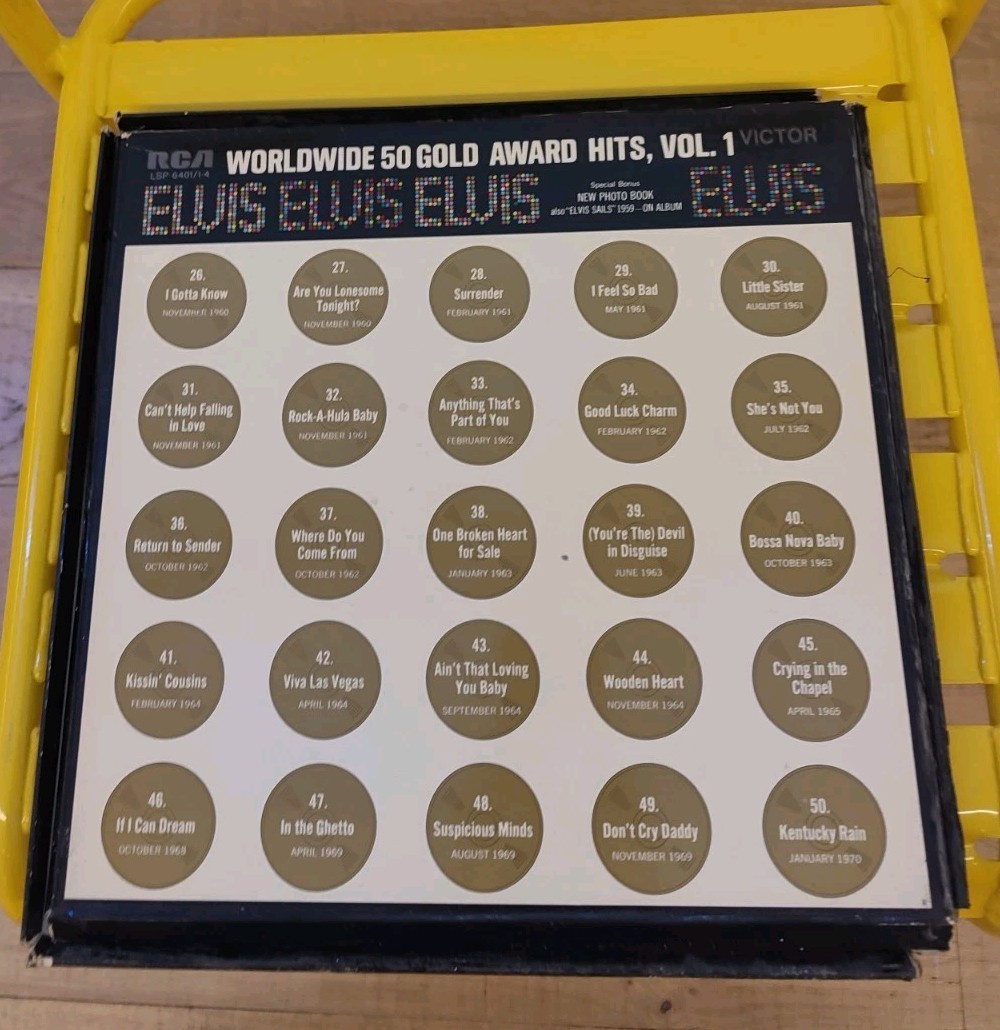 RCA WORLDWIDE 50 GOLD AWARD HITS, VOL. 1 VICTOR
LSP 6401/1-4
ELVIS ELVIS ELVIS ELVIS
Special Bonus
NEW PHOTO BOOK
also "ELVIS SAILS" 1959—ON ALBUM
26.
I Gotta Know
NOVEMBER 1960
27.
Are You Lonesome
Tonight?
NOVEMBER 1960
28.
Surrender
FEBRUARY 1961
29.
I Feel So Bad
MAY 1961
30.
Little Sister
AUGUST 1961
31.
Can't Help Falling
in Love
NOVEMBER 1961
32.
Rock-A-Hula Baby
NOVEMBER 1961
33.
Anything That's
Part of You
FEBRUARY 1962
34.
Good Luck Charm
FEBRUARY 1962
35.
She's Not You
JULY 1962
36.
Return to Sender
OCTOBER 1962
37.
Where Do You
Come From
OCTOBER 1962
38.
One Broken Heart
for Sale
JANUARY 1963
39.
(You're The) Devil
in Disguise
JUNE 1963
40.
Bossa Nova Baby
OCTOBER 1963
41.
Kissin' Cousins
FEBRUARY 1964
42.
Viva Las Vegas
APRIL 1964
43.
Ain't That Loving
You Baby
SEPTEMBER 1964
44.
Wooden Heart
NOVEMBER 1964
45.
Crying in the
Chapel
APRIL 1965
46.
If I Can Dream
OCTOBER 1968
47.
In the Ghetto
APRIL 1969
48.
Suspicious Minds
AUGUST 1969
49.
Don't Cry Daddy
NOVEMBER 1969
50.
Kentucky Rain
JANUARY 1970